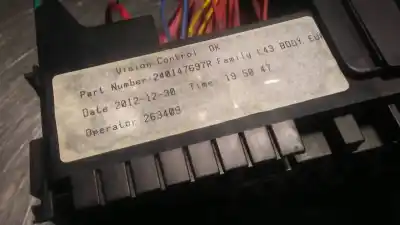 Vision Control OK
Part Number:240147697R Family L43 BODY EU
Date 2012-12-30 Time: 19 50 47
Operator 263409